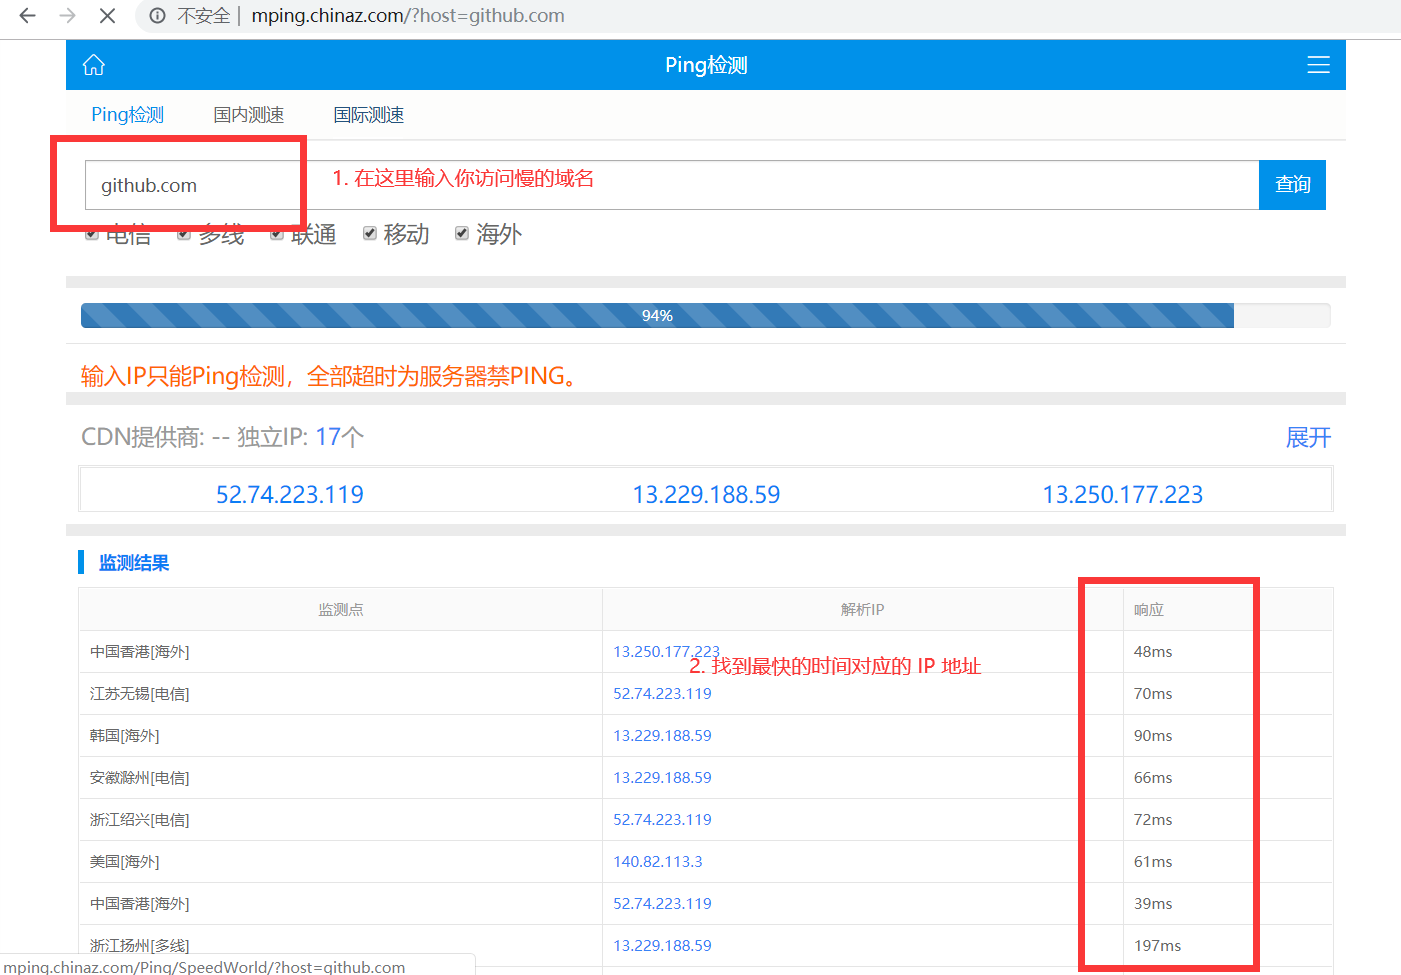 不安全 | mping.chinaz.com/?host=github.com
Ping检测
Ping检测 国内测速 国际测速
github.com 1. 在这里输入你访问慢的域名 查询
电信 多线 联通 移动 海外
94%
输入IP只能Ping检测，全部超时为服务器禁PING。
CDN提供商: -- 独立IP: 17个 展开
52.74.223.119 13.229.188.59 13.250.177.223
监测结果
监测点 解析IP 响应
中国香港[海外] 13.250.177.223 48ms
2. 找到最快的时间对应的 IP 地址
江苏无锡[电信] 52.74.223.119 70ms
韩国[海外] 13.229.188.59 90ms
安徽滁州[电信] 13.229.188.59 66ms
浙江绍兴[电信] 52.74.223.119 72ms
美国[海外] 140.82.113.3 61ms
中国香港[海外] 52.74.223.119 39ms
浙江扬州[多线] 13.229.188.59 197ms
mping.chinaz.com/Ping/SpeedWorld/?host=github.com